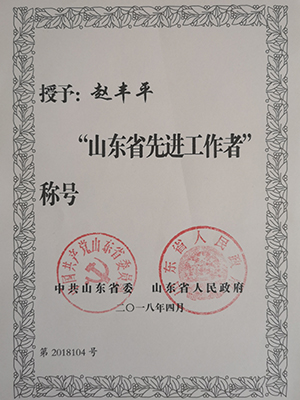 授予：赵丰平
“山东省先进工作者”
称号
中共山东省委 山东省人民政府
二〇一八年四月
第 2018104 号